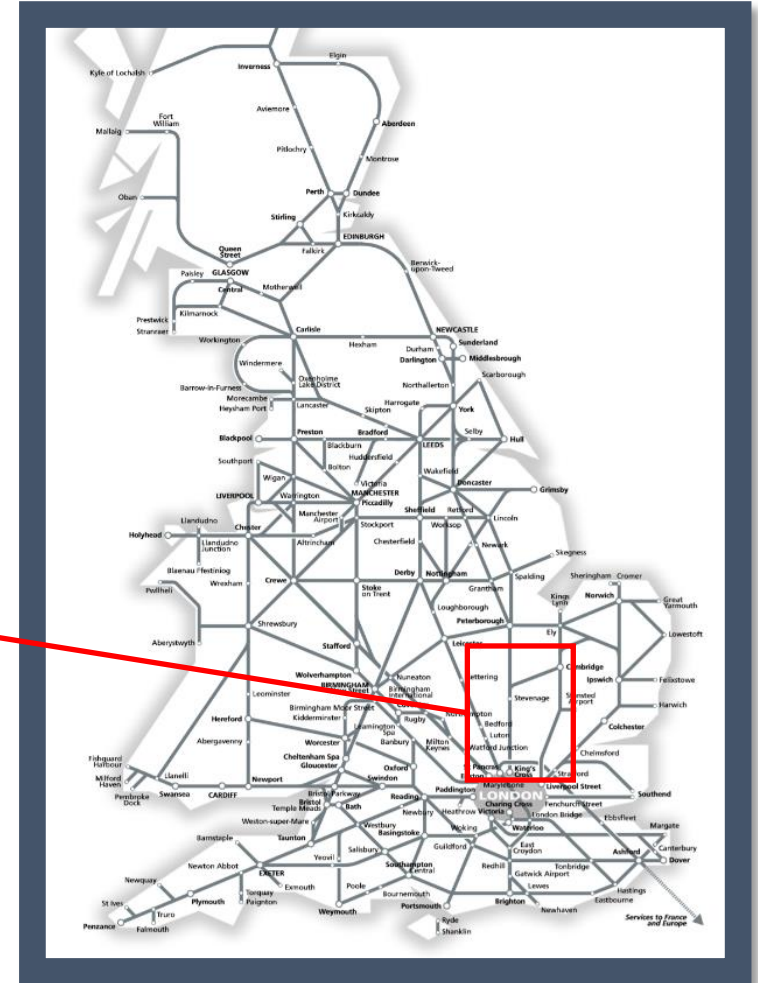 Elgin
Inverness
Kyle of Lochalsh
Aviemore
Fort
William
Mallaig
Aberdeen
Pitlochry
Montrose
Perth
Dundee
Oban
Stirling
Kirkcaldy
EDINBURGH
Queen
Street
Falkirk
Berwick-
upon-Tweed
Paisley
GLASGOW
Central
Motherwell
Prestwick
Kilmarnock
Stranraer
Carlisle
NEWCASTLE
Workington
Hexham
Sunderland
Durham
Darlington
Middlesbrough
Windermere
Oxenholme
Lake District
Scarborough
Barrow-in-Furness
Northallerton
Morecambe
Lancaster
Harrogate
York
Heysham Port
Skipton
Preston
Bradford
Selby
Blackpool
LEEDS
Hull
Blackburn
Southport
Huddersfield
Bolton
Wakefield
Wigan
Victoria
Doncaster
LIVERPOOL
Warrington
MANCHESTER
Piccadilly
Grimsby
Manchester
Airport
Sheffield
Retford
Llandudno
Stockport
Worksop
Lincoln
Holyhead
Chester
Llandudno
Junction
Altrincham
Chesterfield
Newark
Skegness
Blaenau Ffestiniog
Derby
Nottingham
Spalding
Sheringham
Cromer
Pwllheli
Wrexham
Crewe
Stoke
on Trent
Grantham
Kings
Lynn
Norwich
Great
Yarmouth
Loughborough
Peterborough
Shrewsbury
Ely
Lowestoft
Aberystwyth
Stafford
Leicester
Wolverhampton
Nuneaton
Kettering
Cambridge
BIRMINGHAM
Birmingham
International
Ipswich
Felixstowe
Leominster
Stevenage
Stansted
Airport
Birmingham Moor Street
Harwich
Kidderminster
Rugby
Northampton
Hereford
Leamington
Spa
Bedford
Colchester
Abergavenny
Worcester
Banbury
Milton
Keynes
Luton
Watford Junction
Chelmsford
Cheltenham Spa
Fishguard
Harbour
Gloucester
Oxford
St Pancras
King's
Cross
Stratford
Llanelli
Newport
Swindon
Euston
Marylebone
Liverpool Street
Milford
Haven
Pembroke
Dock
Swansea
CARDIFF
Bristol Parkway
Reading
Paddington
LONDON
Fenchurch Street
Southend
Bristol
Temple Meads
Bath
Newbury
Heathrow
Victoria
Charing Cross
London Bridge
Ebbsfleet
Weston-super-Mare
Westbury
Waterloo
Margate
Barnstaple
Taunton
Basingstoke
Woking
East
Croydon
Canterbury
Salisbury
Guildford
Ashford
Newton Abbot
Yeovil
Southampton
Central
Redhill
Tonbridge
Dover
EXETER
Gatwick Airport
Newquay
Exmouth
Poole
Lewes
Hastings
St Ives
Plymouth
Torquay
Paignton
Bournemouth
Eastbourne
Truro
Weymouth
Portsmouth
Brighton
Newhaven
Penzance
Falmouth
Ryde
Shanklin
Services to France
and Europe